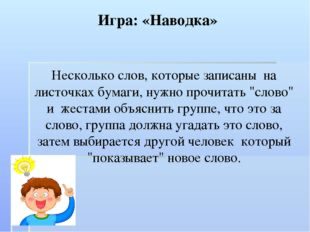 Игра: «Наводка»
Несколько слов, которые записаны на
листочках бумаги, нужно прочитать "слово"
и жестами объяснить группе, что это за
слово, группа должна угадать это слово,
затем выбирается другой человек который
"показывает" новое слово.